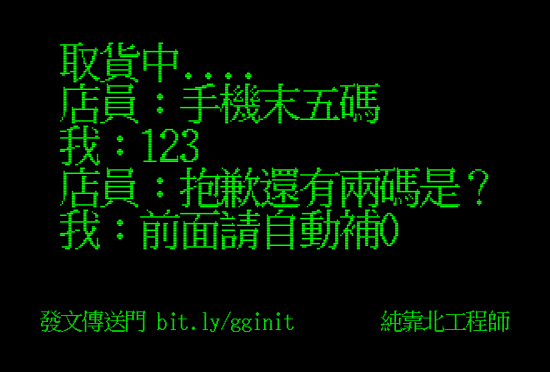 取貨中....
店員：手機末五碼
我：123
店員：抱歉還有兩碼是？
我：前面請自動補0
發文傳送門 bit.ly/gginit
純靠北工程師